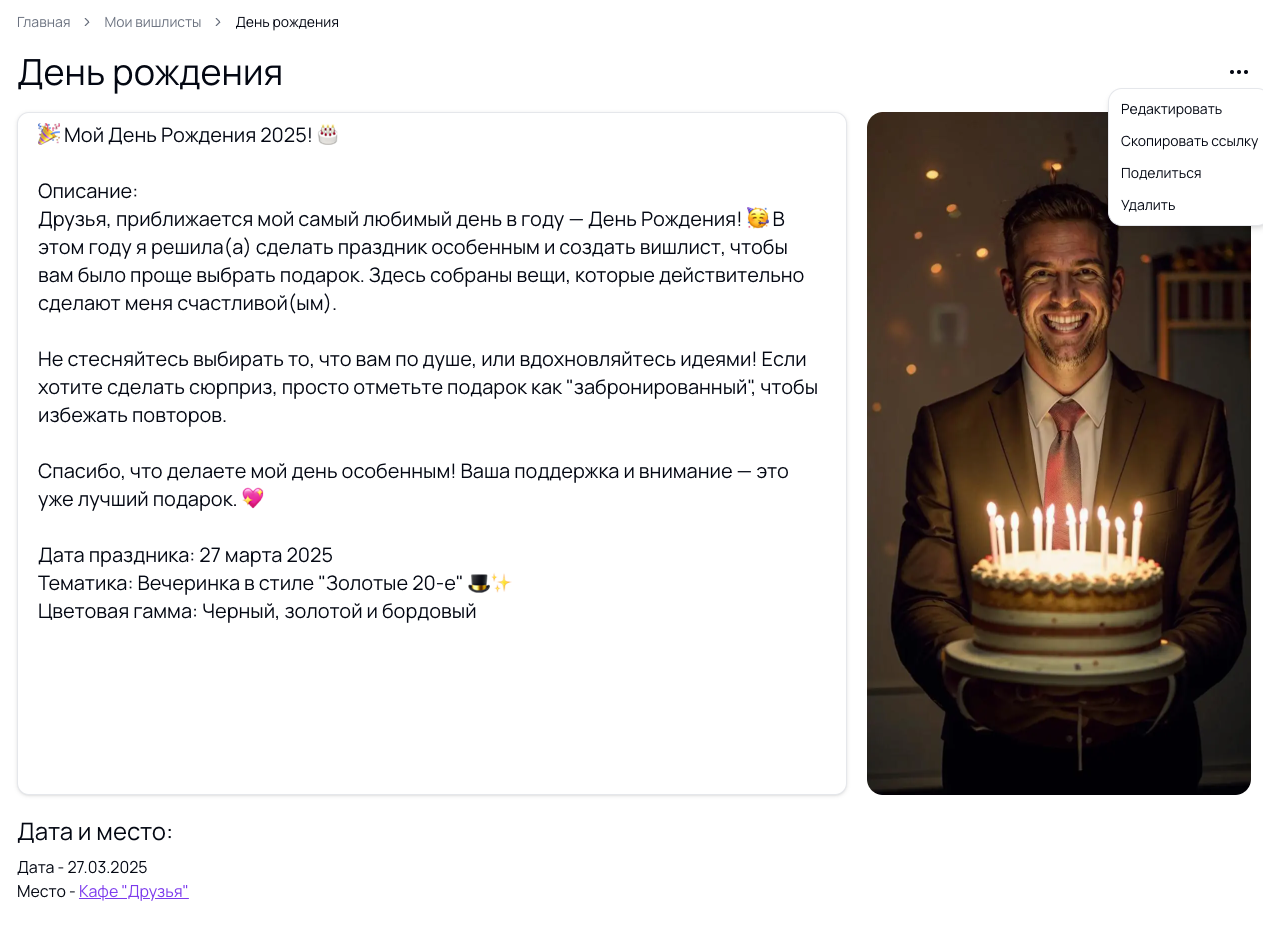 Главная > Мои вишлисты > День рождения
День рождения
•••
Редактировать
Скопировать ссылку
Поделиться
Удалить
🎉 Мой День Рождения 2025! 🎂
Описание:
Друзья, приближается мой самый любимый день в году — День Рождения! 🥳 В
этом году я решила(а) сделать праздник особенным и создать вишлист, чтобы
вам было проще выбрать подарок. Здесь собраны вещи, которые действительно
сделают меня счастливой(ым).
Не стесняйтесь выбирать то, что вам по душе, или вдохновляйтесь идеями! Если
хотите сделать сюрприз, просто отметьте подарок как "забронированный", чтобы
избежать повторов.
Спасибо, что делаете мой день особенным! Ваша поддержка и внимание — это
уже лучший подарок. 💖
Дата праздника: 27 марта 2025
Тематика: Вечеринка в стиле "Золотые 20-е" 🎩✨
Цветовая гамма: Черный, золотой и бордовый
Дата и место:
Дата - 27.03.2025
Место - Кафе "Друзья"